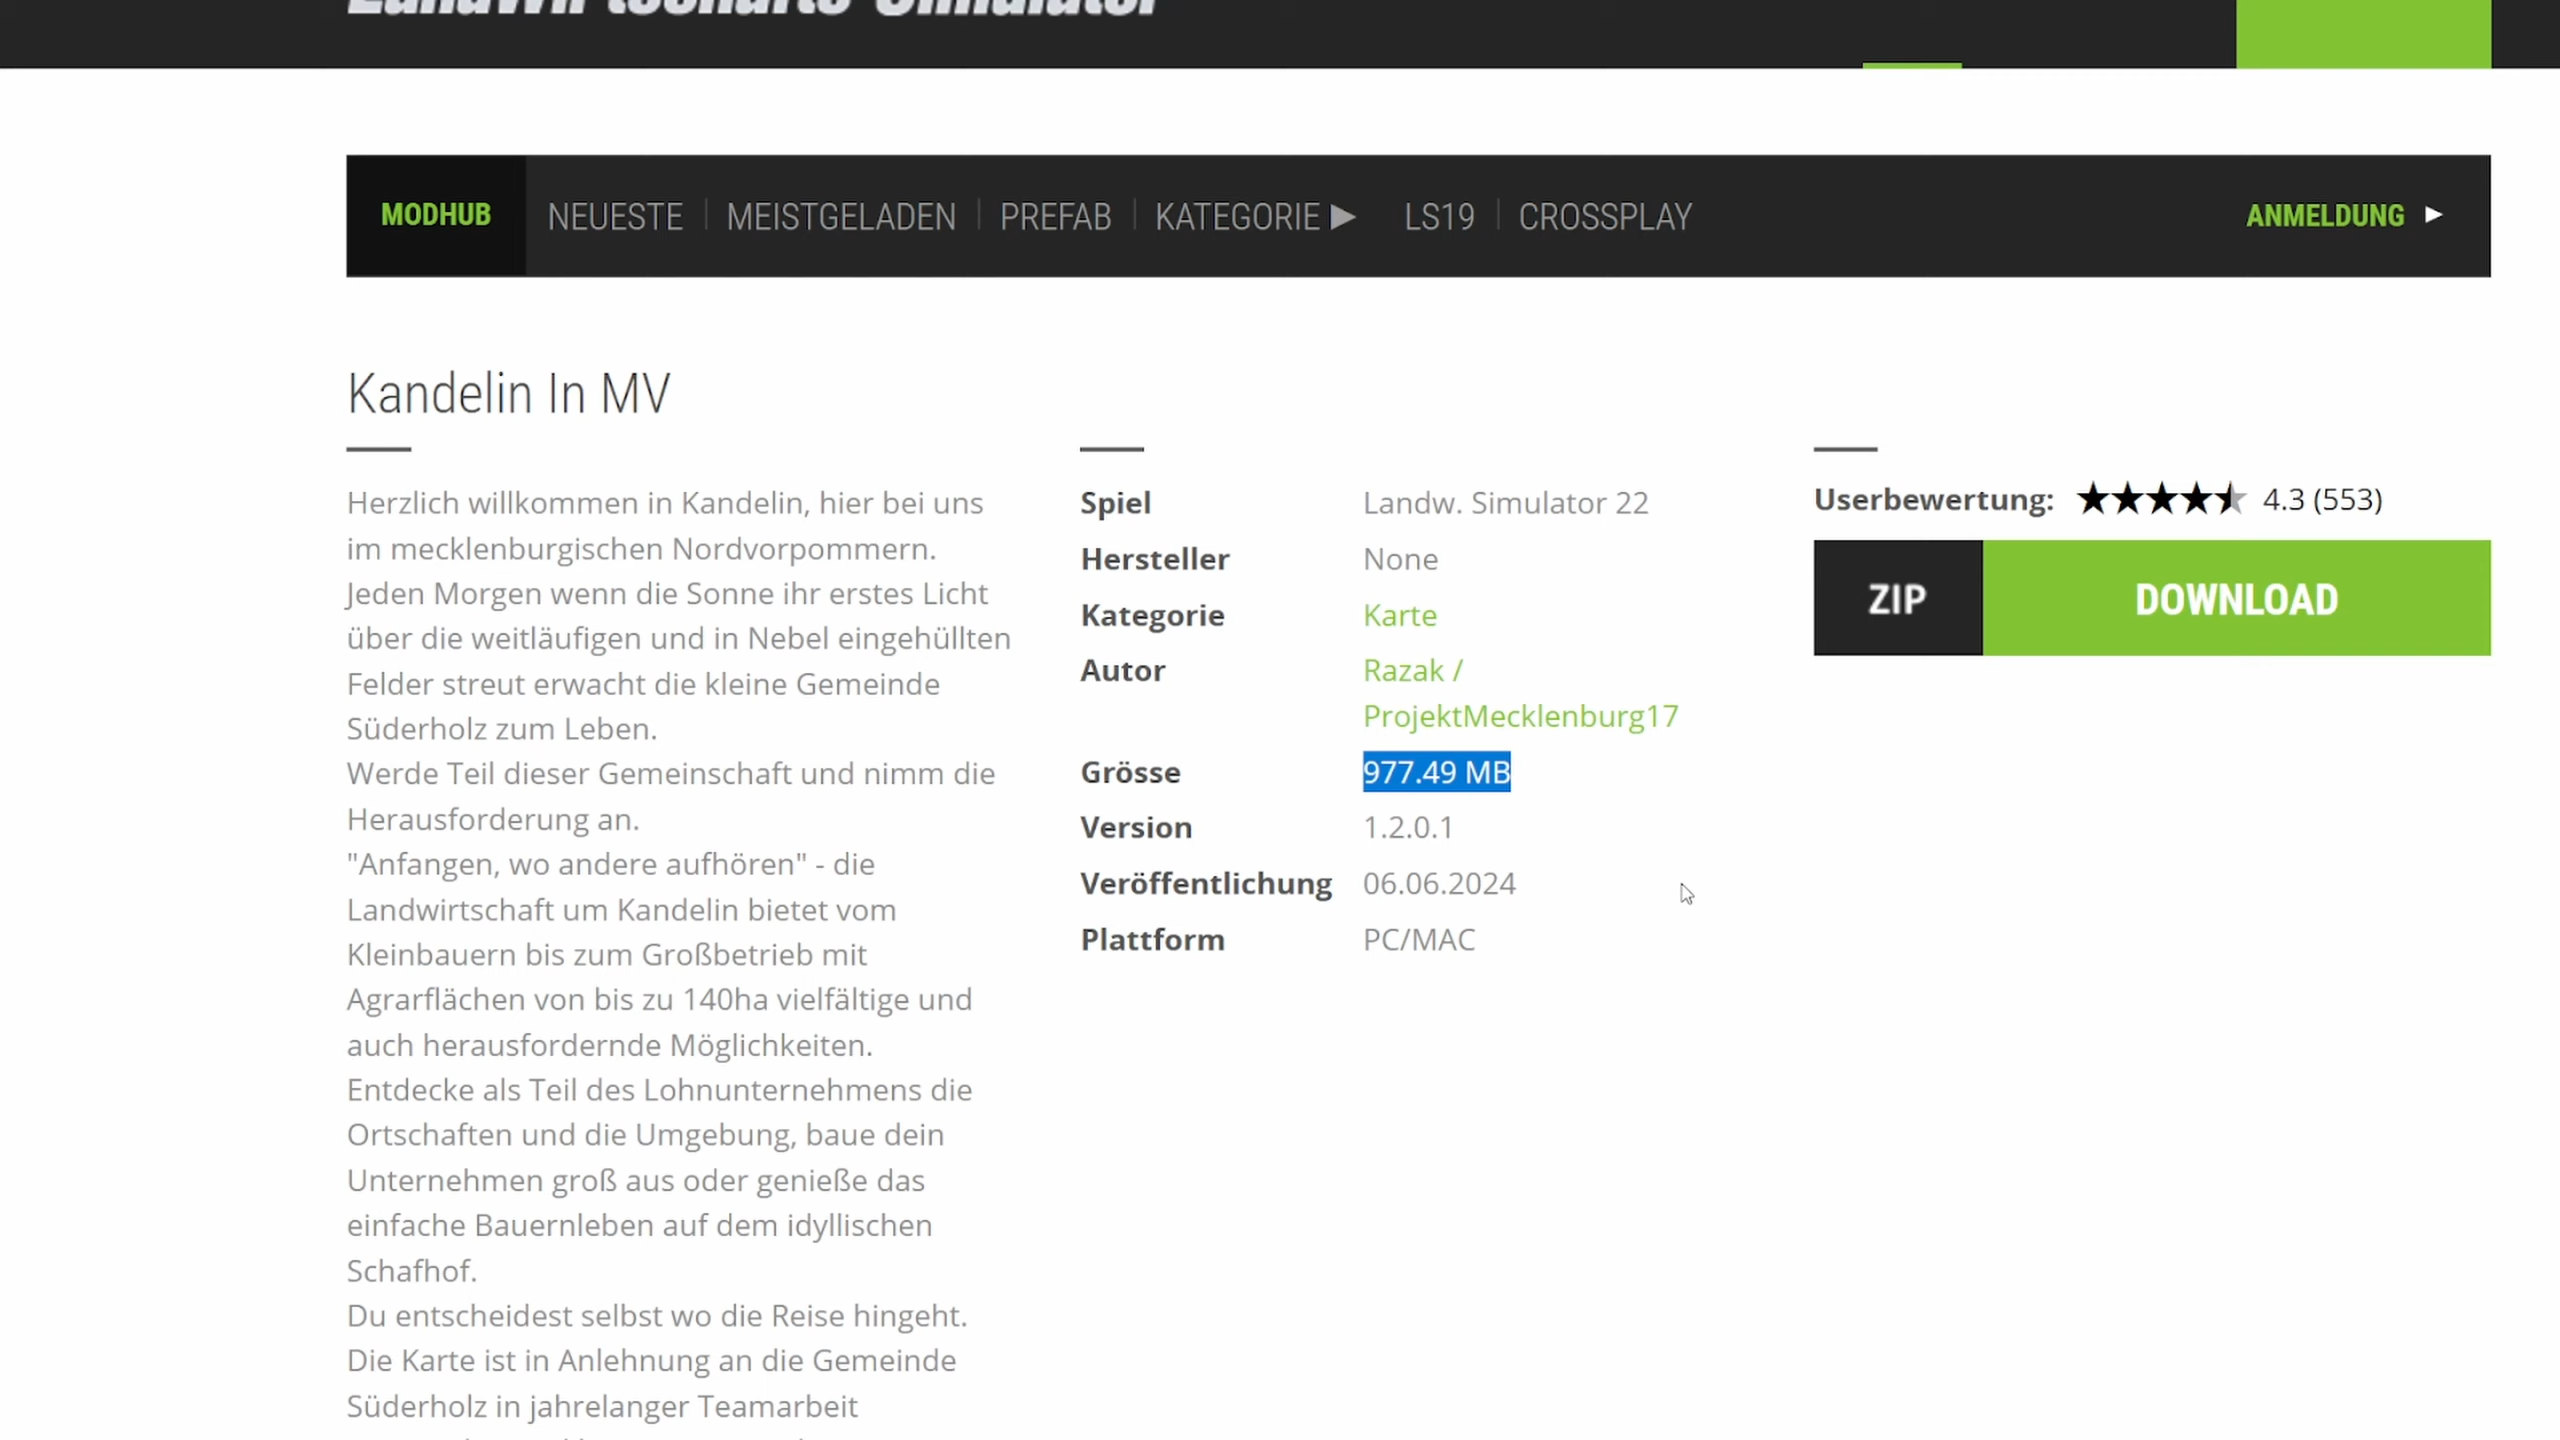 Landwirtschafts-Simulator
MODHUB NEUESTE MEISTGELADEN PREFAB KATEGORIE ▶ LS19 CROSSPLAY ANMELDUNG ▶
Kandelin In MV
Herzlich willkommen in Kandelin, hier bei uns
im mecklenburgischen Nordvorpommern.
Jeden Morgen wenn die Sonne ihr erstes Licht
über die weitläufigen und in Nebel eingehüllten
Felder streut erwacht die kleine Gemeinde
Süderholz zum Leben.
Werde Teil dieser Gemeinschaft und nimm die
Herausforderung an.
"Anfangen, wo andere aufhören" - die
Landwirtschaft um Kandelin bietet vom
Kleinbauern bis zum Großbetrieb mit
Agrarflächen von bis zu 140ha vielfältige und
auch herausfordernde Möglichkeiten.
Entdecke als Teil des Lohnunternehmens die
Ortschaften und die Umgebung, baue dein
Unternehmen groß aus oder genieße das
einfache Bauernleben auf dem idyllischen
Schafhof.
Du entscheidest selbst wo die Reise hingeht.
Die Karte ist in Anlehnung an die Gemeinde
Süderholz in jahrelanger Teamarbeit
Spiel Landw. Simulator 22
Hersteller None
Kategorie Karte
Autor Razak /
ProjektMecklenburg17
Grösse 977.49 MB
Version 1.2.0.1
Veröffentlichung 06.06.2024
Plattform PC/MAC
Userbewertung: 4.3 (553)
ZIP DOWNLOAD